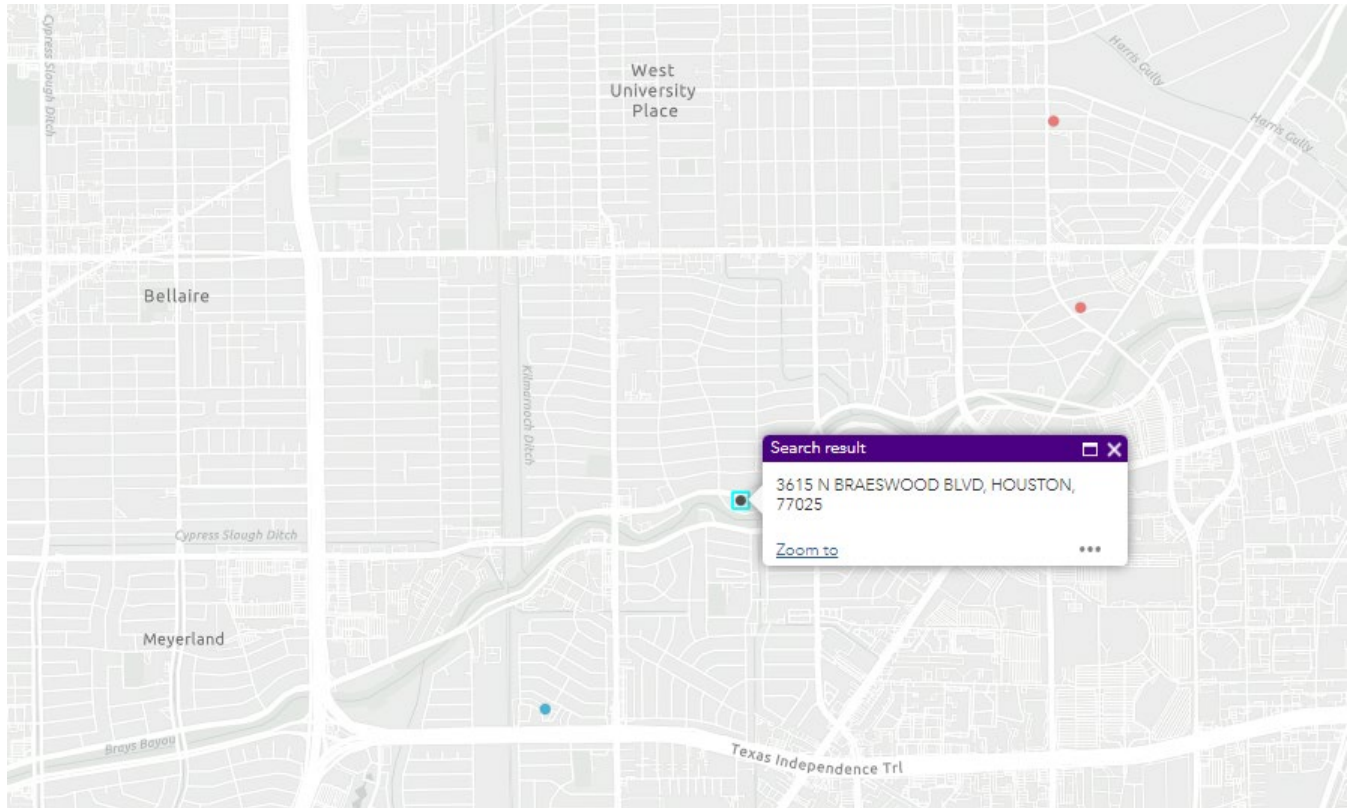 Cypress Slough Ditch
West
University
Place
Harris Gully
Harris Gully
Bellaire
Kilmarnoch Ditch
Search result
3615 N BRAESWOOD BLVD, HOUSTON,
77025
Zoom to
Cypress Slough Ditch
Meyerland
Brays Bayou
Texas Independence Trl